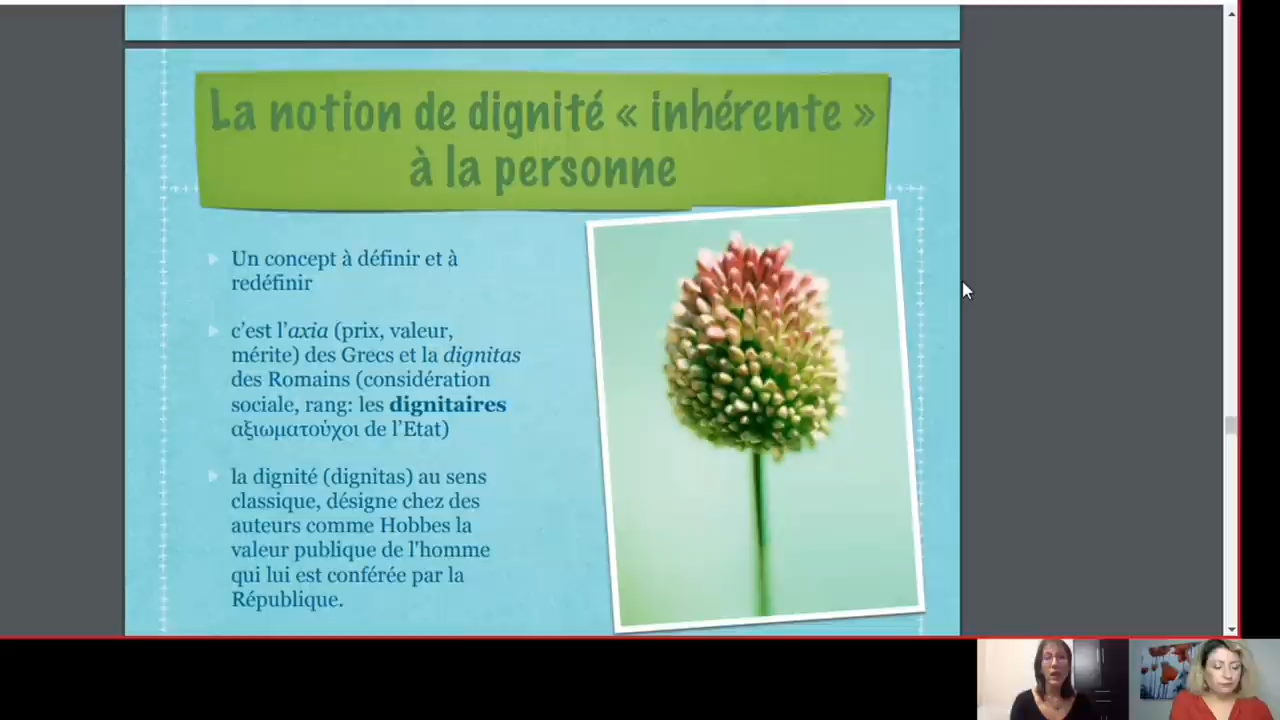 La notion de dignité « inhérente »
à la personne
Un concept à définir et à
redéfinir
c'est l'axia (prix, valeur,
mérite) des Grecs et la dignitas
des Romains (considération
sociale, rang: les dignitaires
αξιωματούχοι de l'Etat)
la dignité (dignitas) au sens
classique, désigne chez des
auteurs comme Hobbes la
valeur publique de l'homme
qui lui est conférée par la
République.